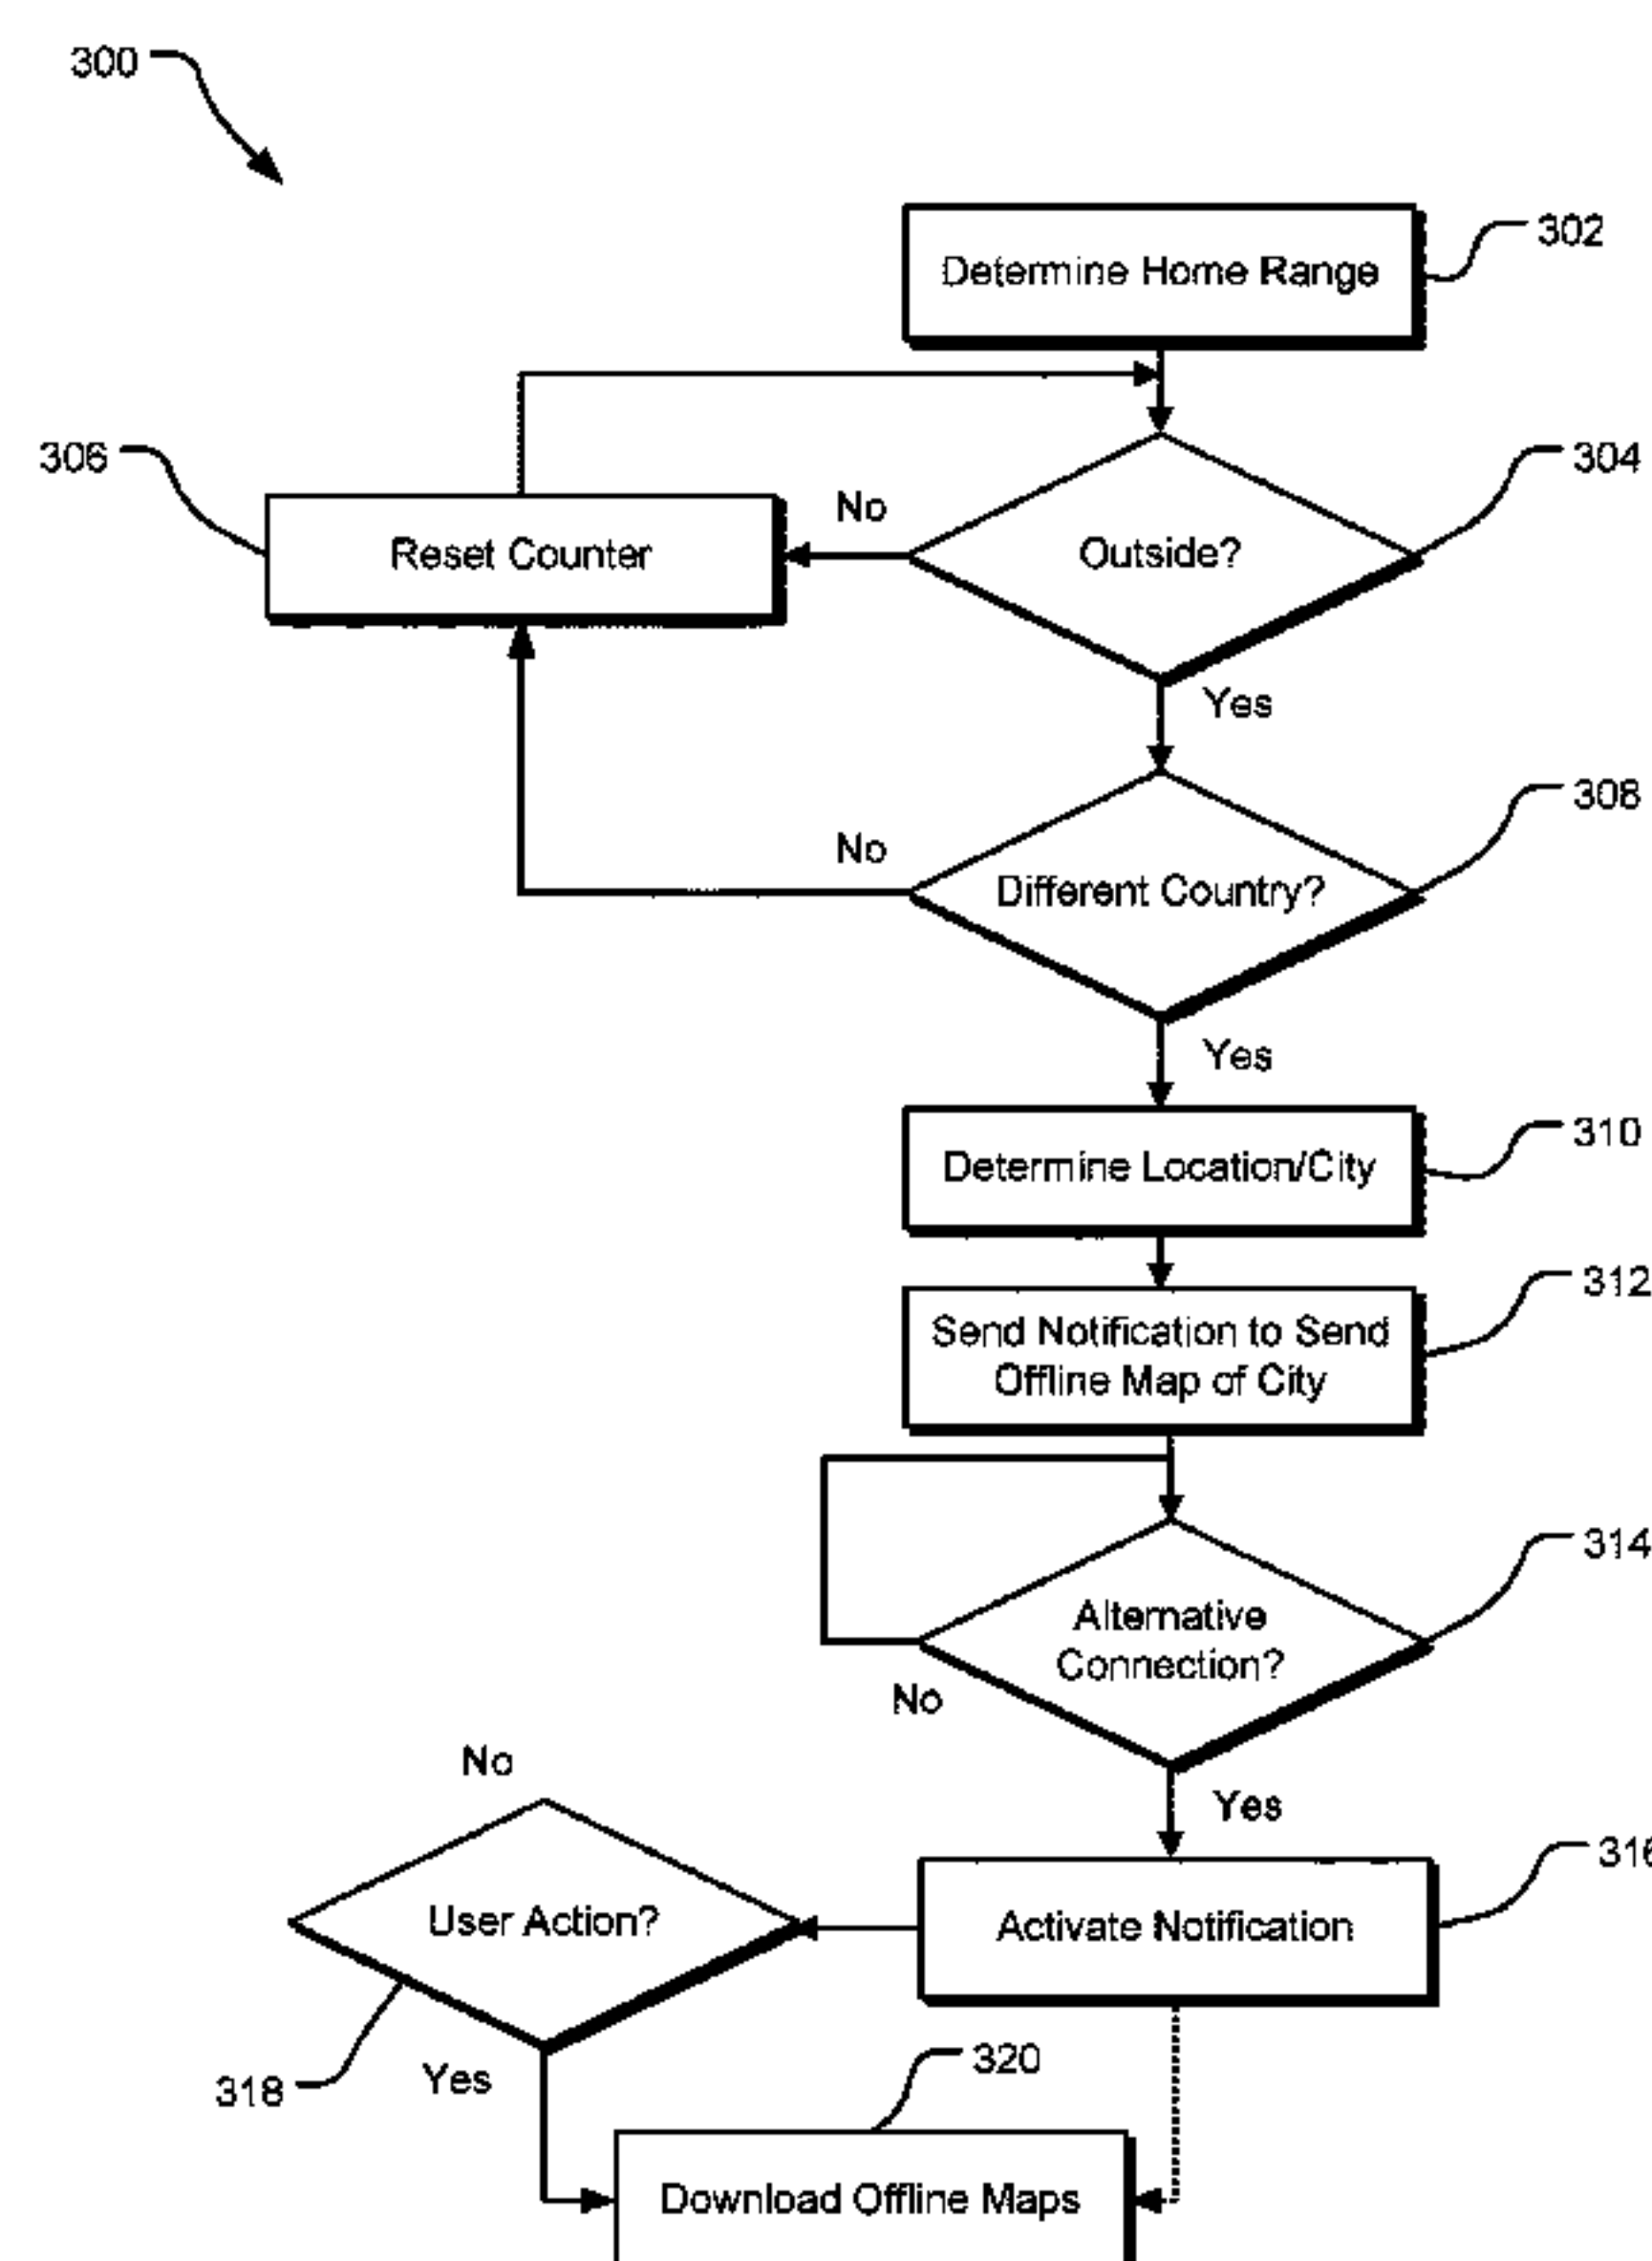 300
302
Determine Home Range
306
304
No
Reset Counter
Outside?
Yes
308
No
Different Country?
Yes
310
Determine Location/City
312
Send Notification to Send
Offline Map of City
314
Alternative
Connection?
No
No
Yes
316
User Action?
Activate Notification
320
318
Yes
Download Offline Maps